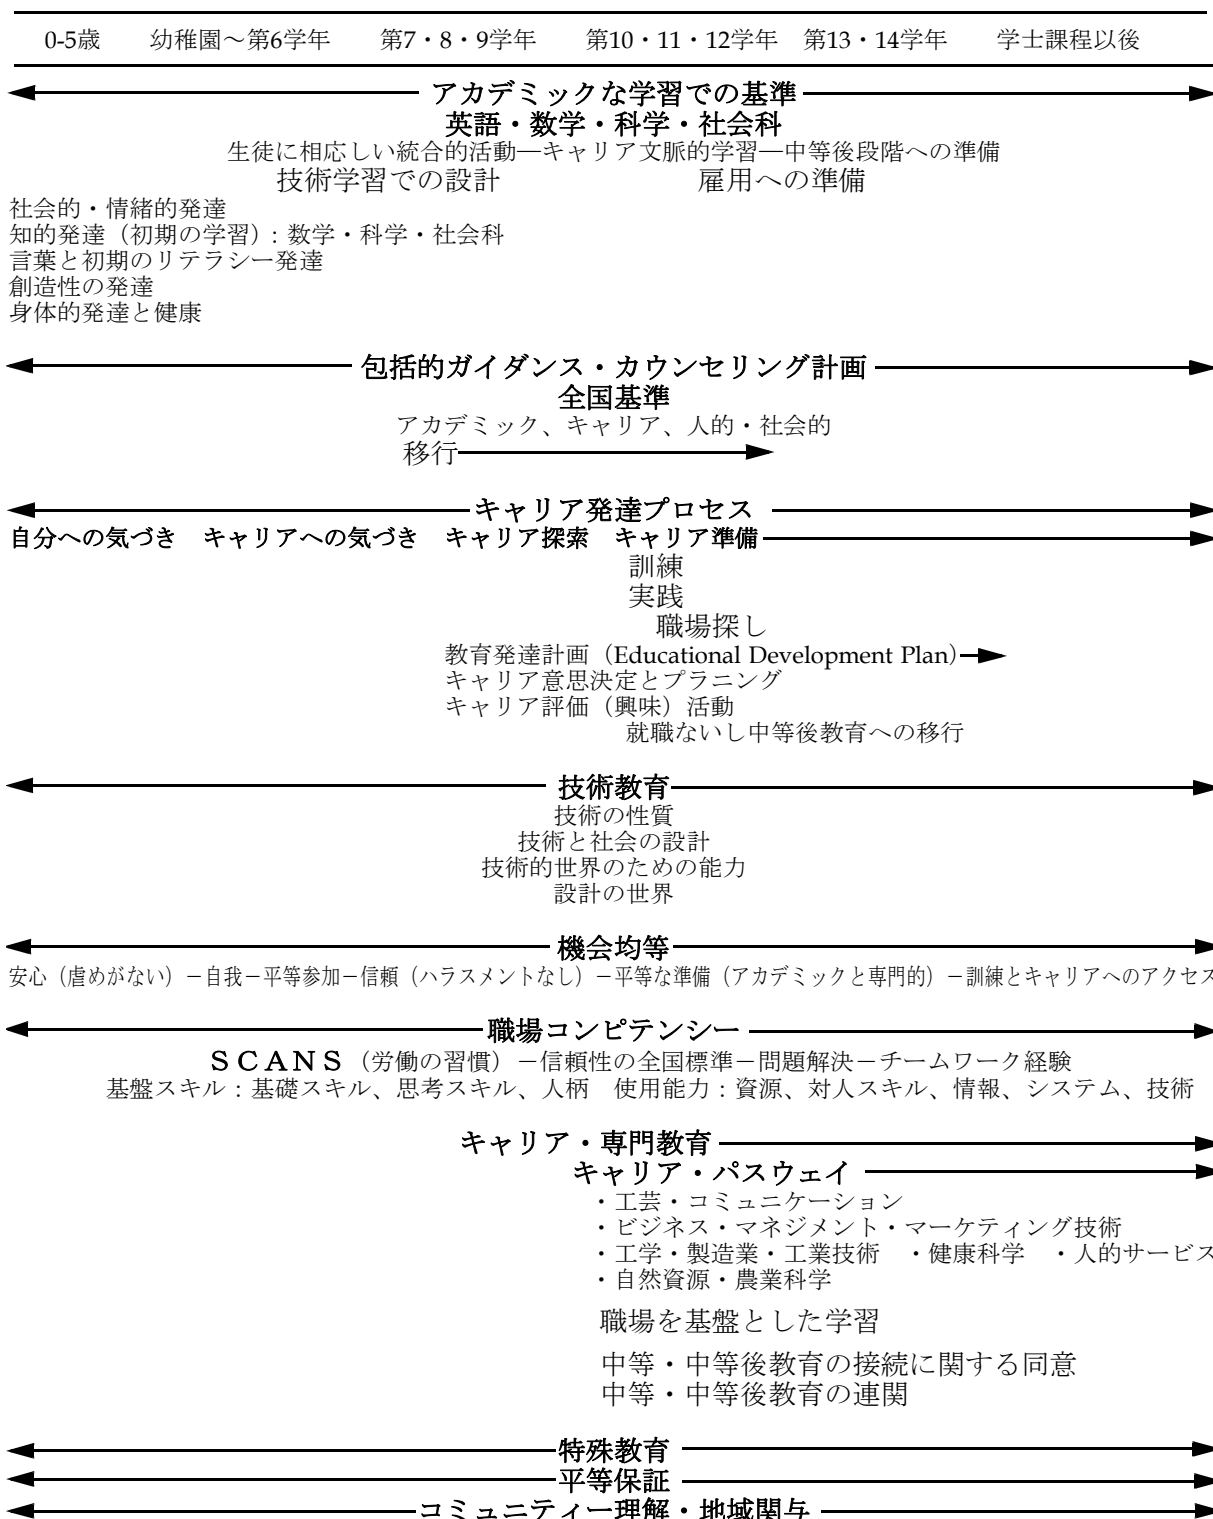 0-5歳 幼稚園～第6学年 第7・8・9学年 第10・11・12学年 第13・14学年 学士課程以後
アカデミックな学習での基準
英語・数学・科学・社会科
生徒に相応しい統合的活動―キャリア文脈的学習―中等後段階への準備
技術学習での設計 雇用への準備
社会的・情緒的発達
知的発達（初期の学習）: 数学・科学・社会科
言葉と初期のリテラシー発達
創造性の発達
身体的発達と健康
包括的ガイダンス・カウンセリング計画
全国基準
アカデミック、キャリア、人的・社会的
移行
キャリア発達プロセス
自分への気づき キャリアへの気づき キャリア探索 キャリア準備
訓練
実践
職場探し
教育発達計画（Educational Development Plan）
キャリア意思決定とプラニング
キャリア評価（興味）活動
就職ないし中等後教育への移行
技術教育
技術の性質
技術と社会の設計
技術的世界のための能力
設計の世界
機会均等
安心（虐めがない）－自我－平等参加－信頼（ハラスメントなし）－平等な準備（アカデミックと専門的）－訓練とキャリアへのアクセス
職場コンピテンシー
ＳＣＡＮＳ（労働の習慣）－信頼性の全国標準－問題解決－チームワーク経験
基盤スキル : 基礎スキル、思考スキル、人柄 使用能力 : 資源、対人スキル、情報、システム、技術
キャリア・専門教育
キャリア・パスウェイ
・工芸・コミュニケーション
・ビジネス・マネジメント・マーケティング技術
・工学・製造業・工業技術 ・健康科学 ・人的サービス
・自然資源・農業科学
職場を基盤とした学習
中等・中等後教育の接続に関する同意
中等・中等後教育の連関
特殊教育
平等保証
コミュニティー理解・地域関与